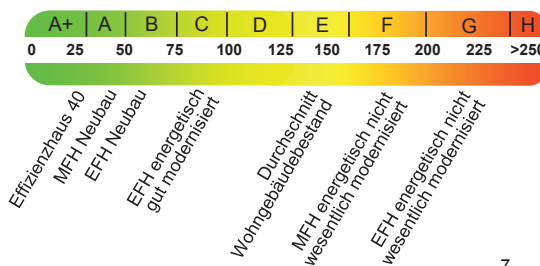 A+ A B C D E F G H
0 25 50 75 100 125 150 175 200 225 >250
Effizienzhaus 40
MFH Neubau
EFH Neubau
EFH energetisch
gut modernisiert
Durchschnitt
Wohngebäudebestand
MFH energetisch nicht
wesentlich modernisiert
EFH energetisch nicht
wesentlich modernisiert
7